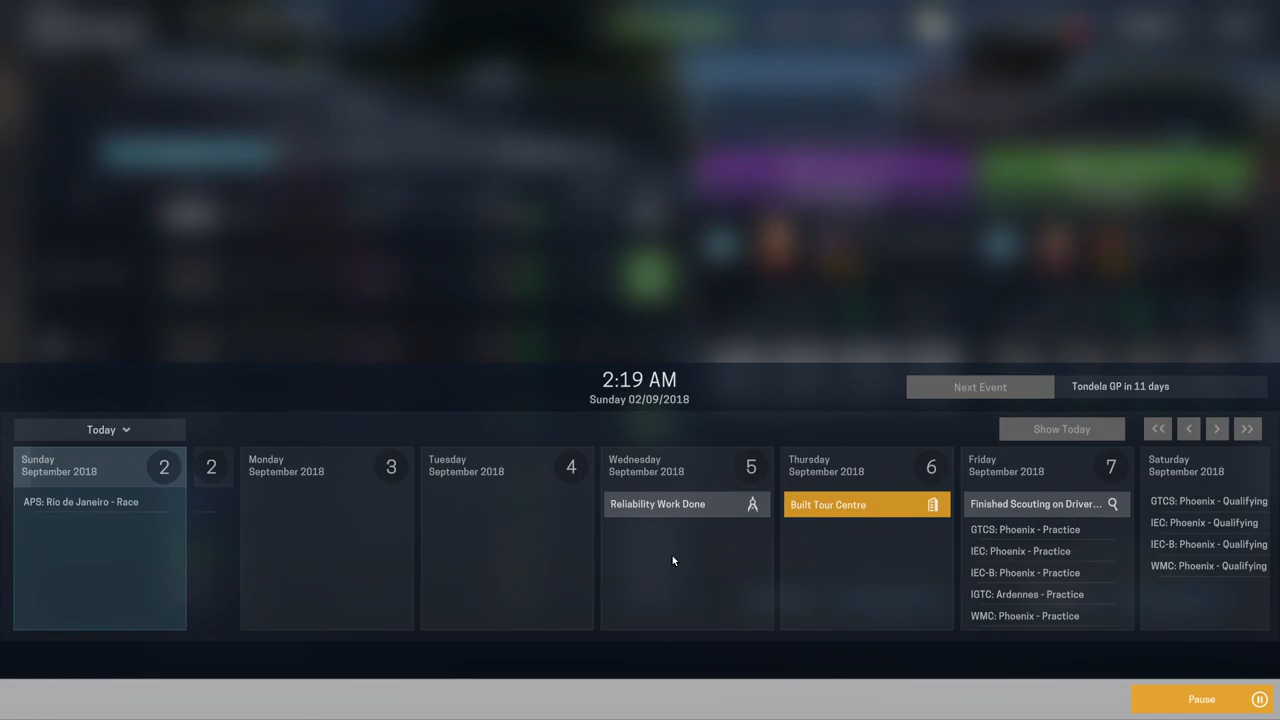 2:19 AM
Sunday 02/09/2018
Next Event
Tondela GP in 11 days
Today
Show Today
Sunday
September 2018
2
APS: Rio de Janeiro - Race
2
Monday
September 2018
3
Tuesday
September 2018
4
Wednesday
September 2018
5
Reliability Work Done
Thursday
September 2018
6
Built Tour Centre
Friday
September 2018
7
Finished Scouting on Driver...
GTCS: Phoenix - Practice
IEC: Phoenix - Practice
IEC-B: Phoenix - Practice
IGTC: Ardennes - Practice
WMC: Phoenix - Practice
Saturday
September 2018
GTCS: Phoenix - Qualifying
IEC: Phoenix - Qualifying
IEC-B: Phoenix - Qualifying
WMC: Phoenix - Qualifying
Pause